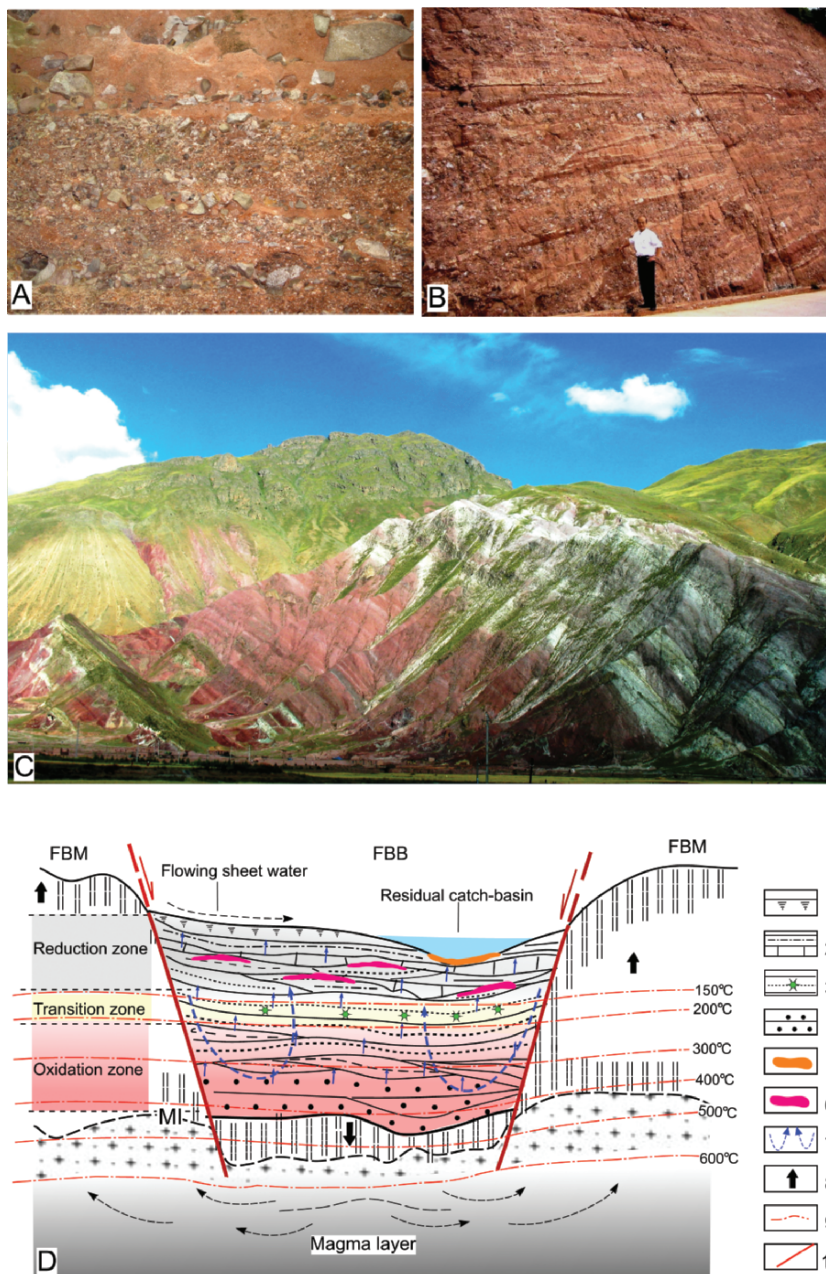 A
B
C
FBM
FBB
FBM
Flowing sheet water
Residual catch-basin
Reduction zone
Transition zone
Oxidation zone
150℃
200℃
300℃
400℃
500℃
600℃
MI
Magma layer
D